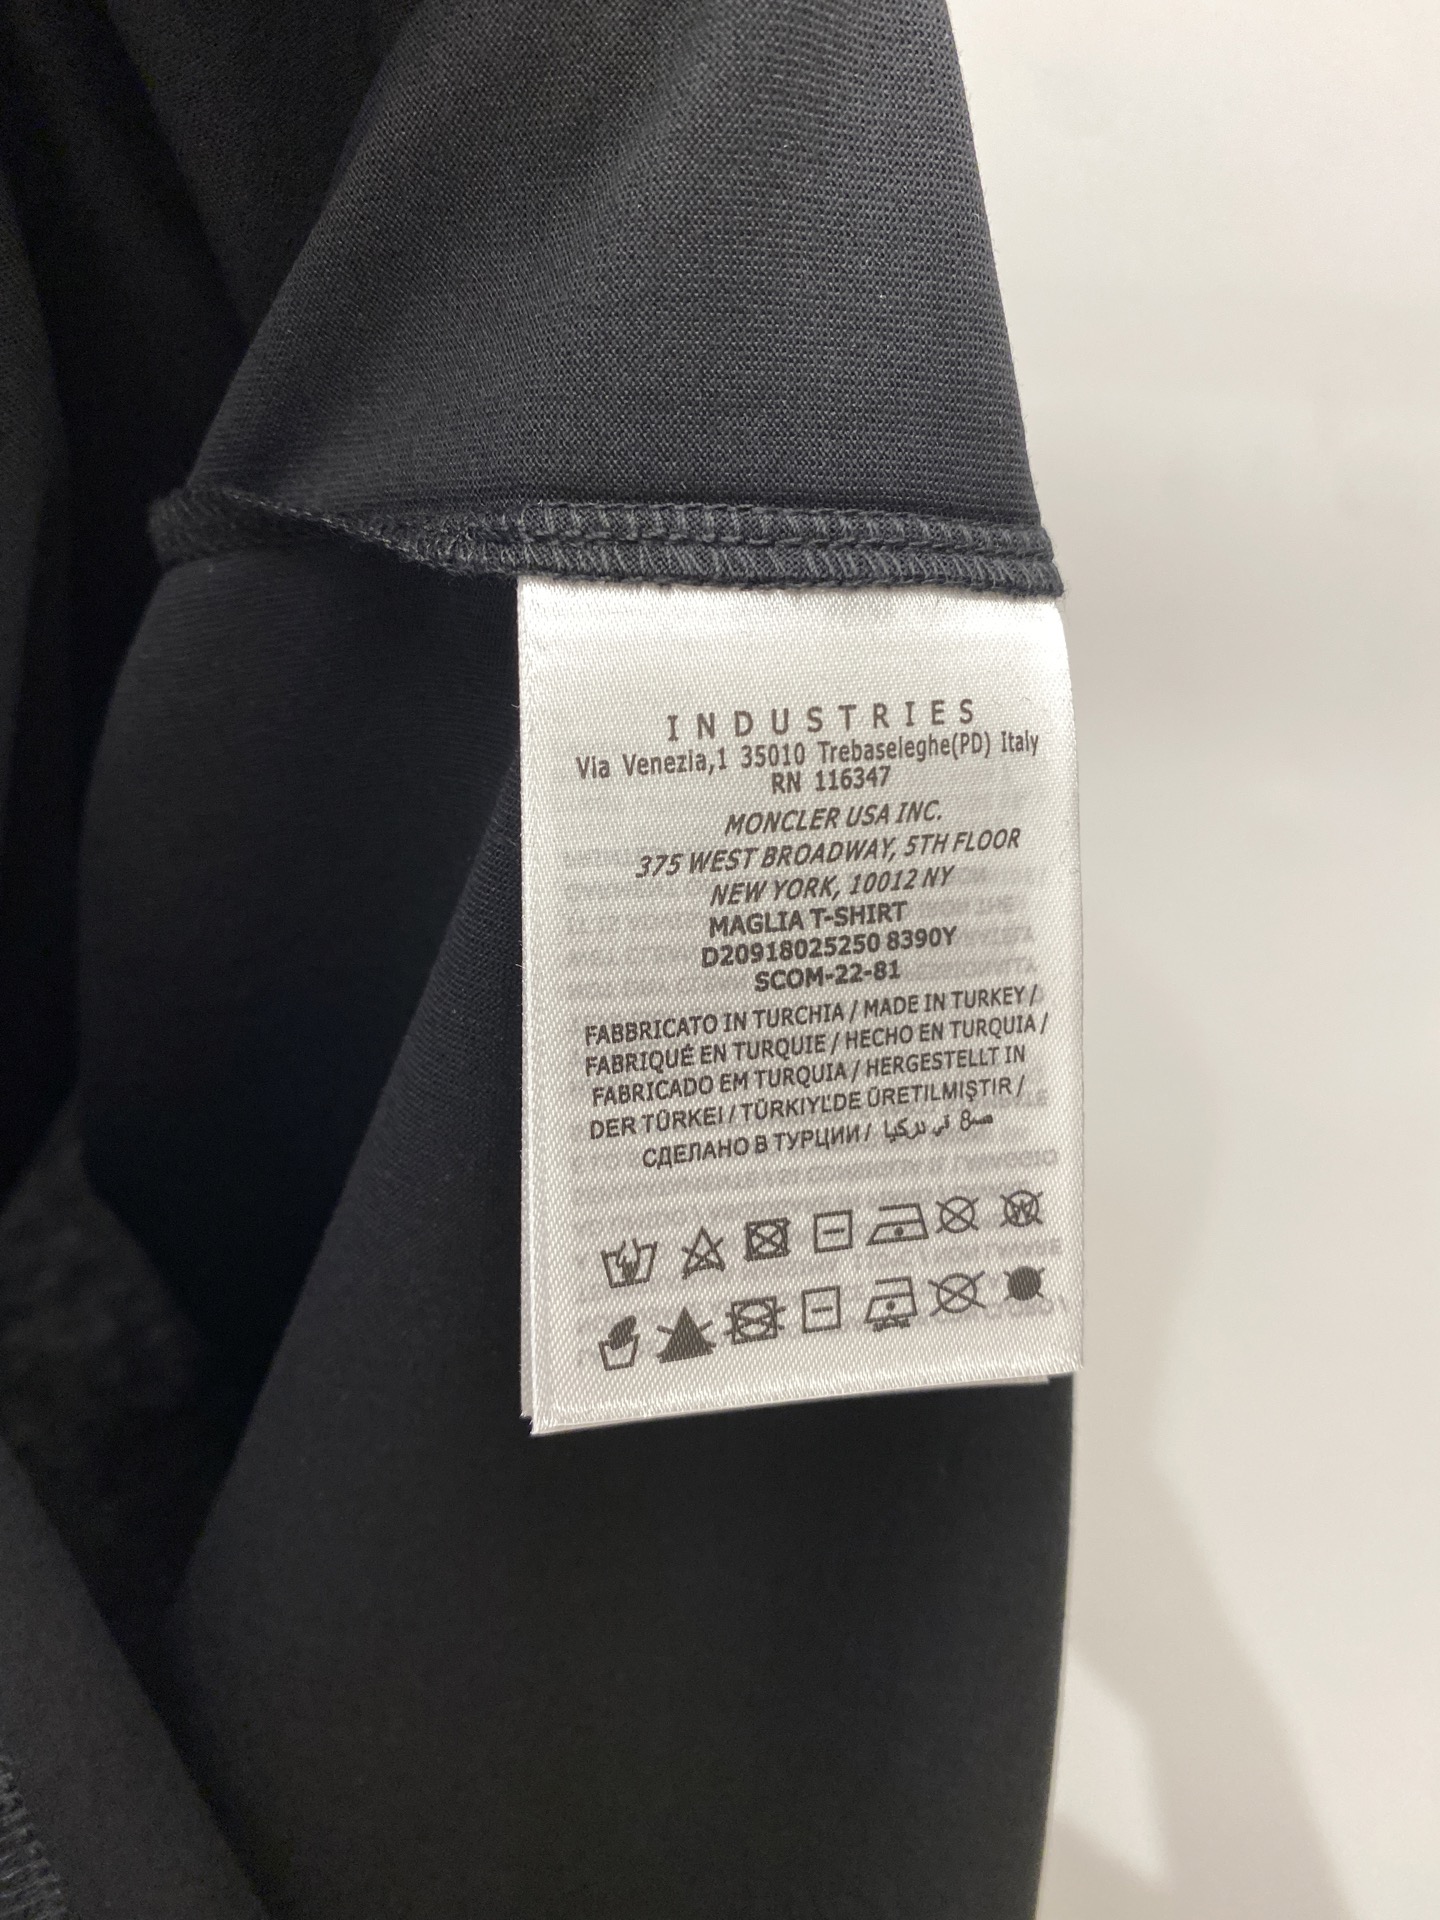 INDUSTRIES
Via Venezia,1 35010 Trebaseleghe(PD) Italy
RN 116347
MONCLER USA INC.
375 WEST BROADWAY, 5TH FLOOR
NEW YORK, 10012 NY
MAGLIA T-SHIRT
D20918025250 8390Y
SCOM-22-81
FABBRICATO IN TURCHIA / MADE IN TURKEY /
FABRIQUÉ EN TURQUIE / HECHO EN TURQUIA /
FABRICADO EM TURQUIA / HERGESTELLT IN
DER TÜRKEI / TÜRKIYL'DE ÜRETILMIŞTIR /
СДЕЛАНО В ТУРЦИИ /